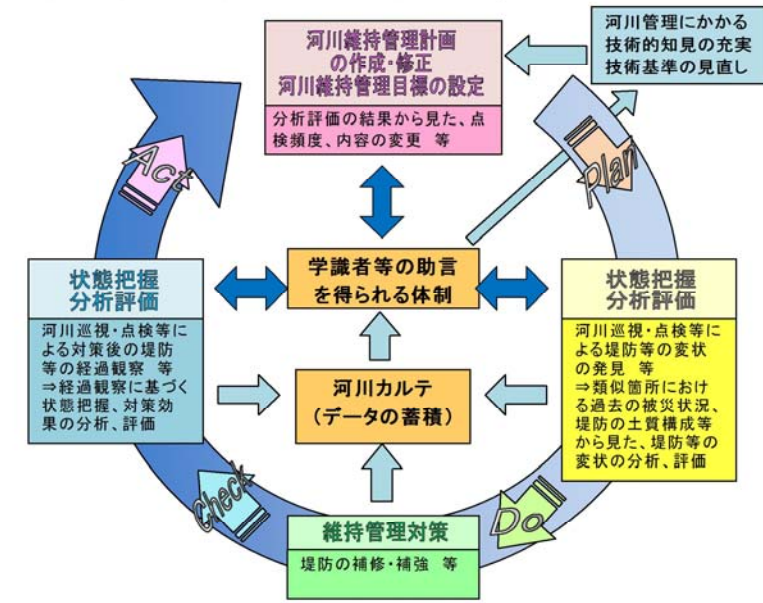 河川維持管理計画
の作成・修正
河川維持管理目標の設定
分析評価の結果から見た、点
検頻度、内容の変更 等
河川管理にかかる
技術的知見の充実
技術基準の見直し
Act
Plan
学識者等の助言
を得られる体制
状態把握
分析評価
河川巡視・点検等に
よる対策後の堤防
等の経過観察 等
⇒経過観察に基づく
状態把握、対策効
果の分析、評価
状態把握
分析評価
河川巡視・点検等に
よる堤防等の変状
の発見 等
⇒類似箇所におけ
る過去の被災状況、
堤防の土質構成等
から見た、堤防等の
変状の分析、評価
河川カルテ
(データの蓄積)
Check
Do
維持管理対策
堤防の補修・補強 等